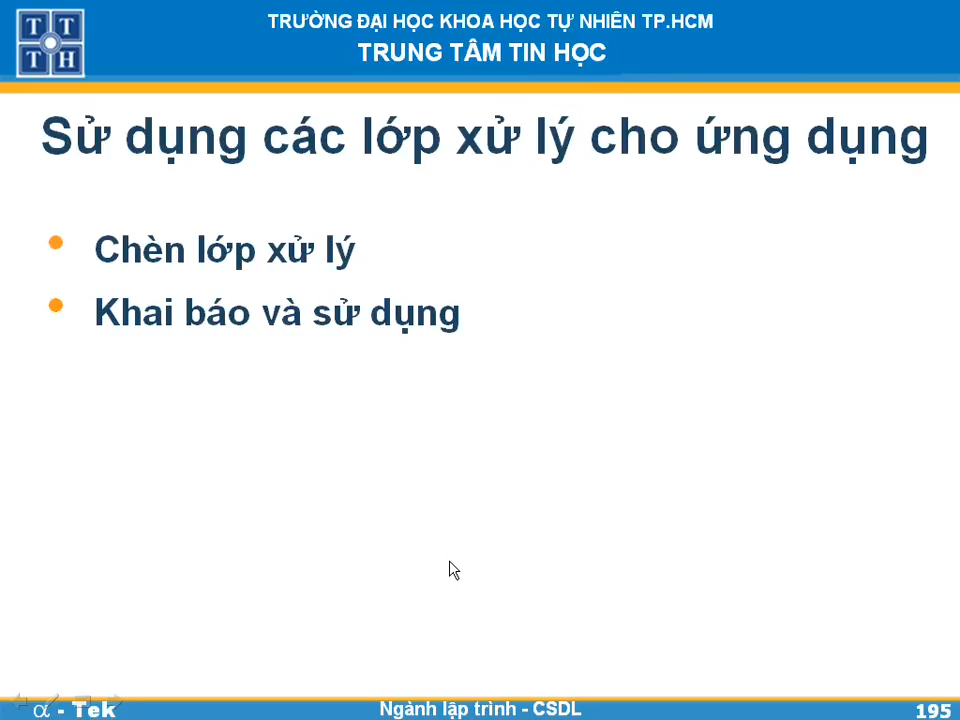 T T
T H
TRƯỜNG ĐẠI HỌC KHOA HỌC TỰ NHIÊN TP.HCM
TRUNG TÂM TIN HỌC
Sử dụng các lớp xử lý cho ứng dụng
Chèn lớp xử lý
Khai báo và sử dụng
α - Tek
Ngành lập trình - CSDL
195